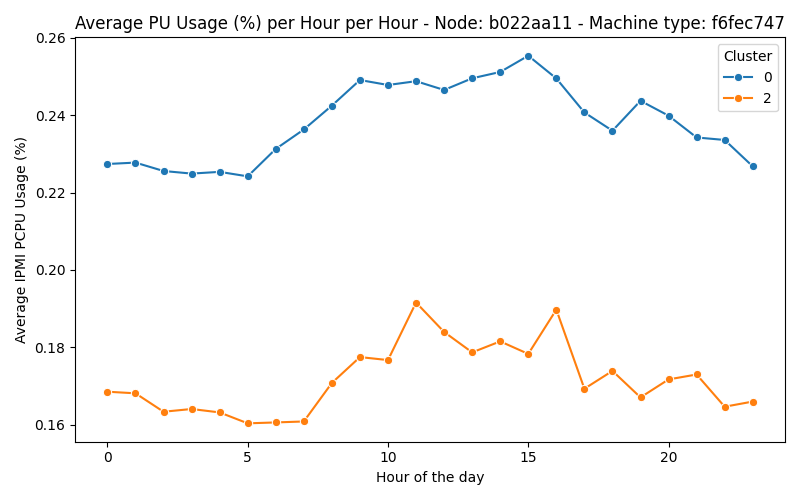 Average PU Usage (%) per Hour per Hour - Node: b022aa11 - Machine type: f6fec747
Cluster
0
2
Average IPMI PCPU Usage (%)
0.26
0.24
0.22
0.20
0.18
0.16
0 5 10 15 20
Hour of the day